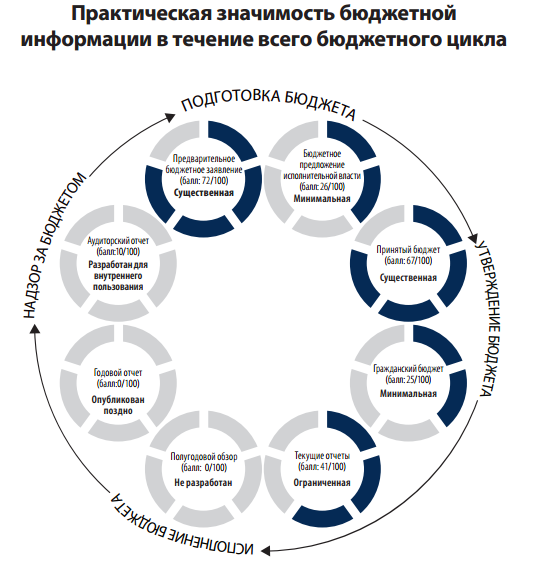 Практическая значимость бюджетной
информации в течение всего бюджетного цикла
ПОДГОТОВКА БЮДЖЕТА
Предварительное
бюджетное заявление
(балл: 72/100)
Существенная
Бюджетное
предложение
исполнительной власти
(балл: 26/100)
Минимальная
Принятый бюджет
(балл: 67/100)
Существенная
УТВЕРЖДЕНИЕ БЮДЖЕТА
Гражданский бюджет
(балл: 25/100)
Минимальная
Текущие отчеты
(балл: 41/100)
Ограниченная
ИСПОЛНЕНИЕ БЮДЖЕТА
Полугодовой обзор
(балл: 0/100)
Не разработан
Годовой отчет
(балл:0/100)
Опубликован
поздно
НАДЗОР ЗА БЮДЖЕТОМ
Аудиторский отчет
(балл:10/100)
Разработан для
внутреннего
пользования